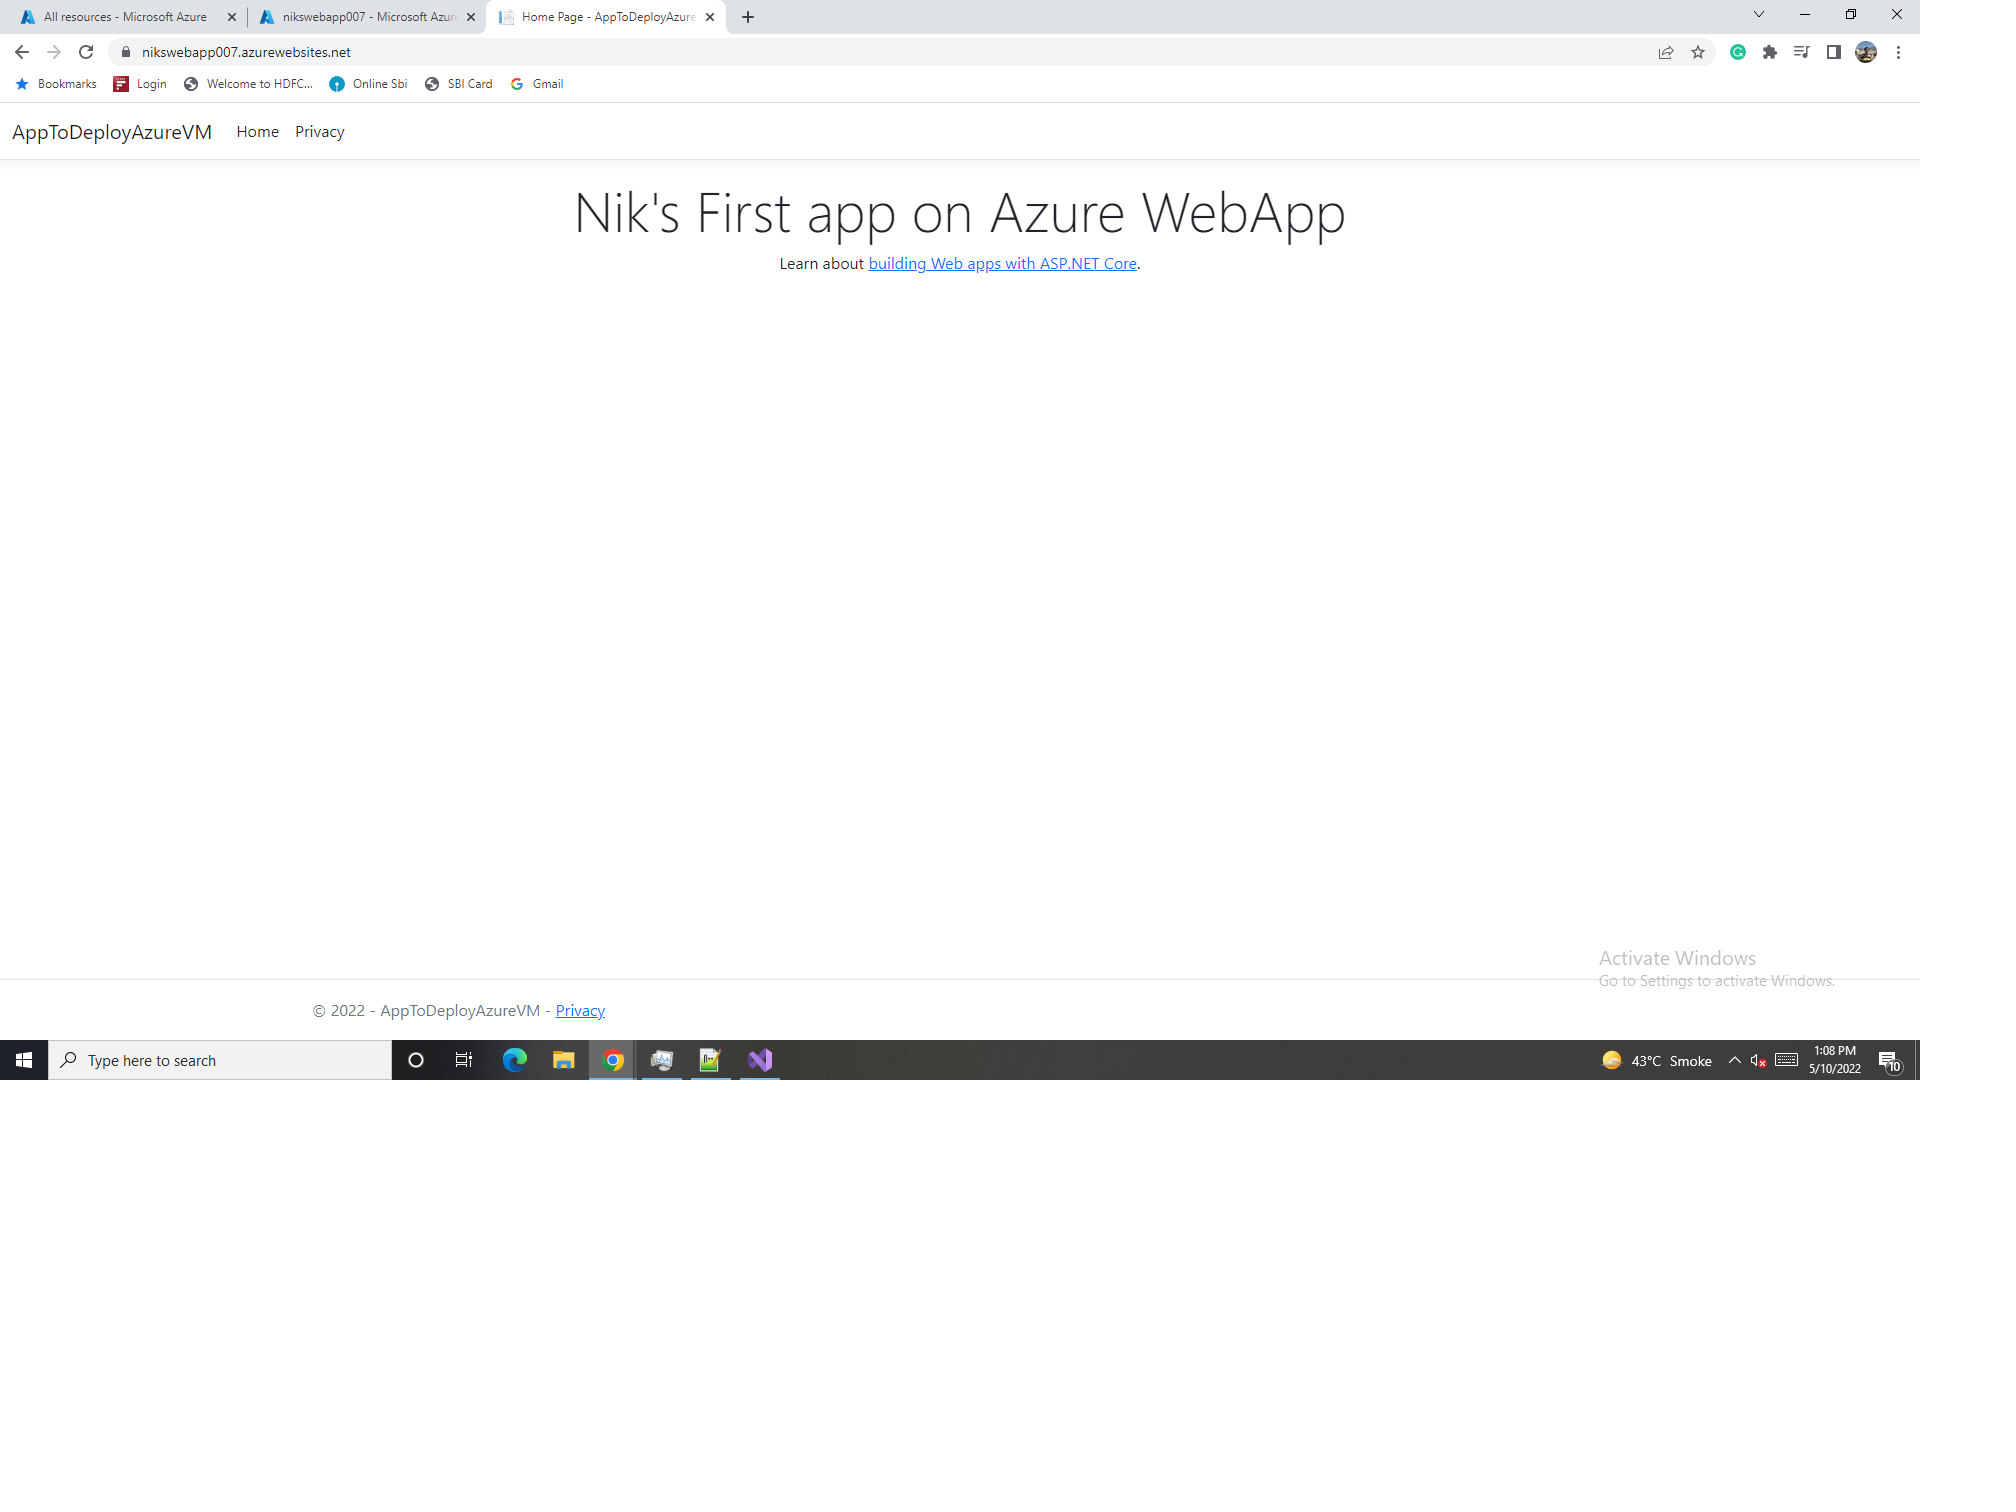 All resources - Microsoft Azure
nikswebapp007 - Microsoft Azure
Home Page - AppToDeployAzure
nikswebapp007.azurewebsites.net
Bookmarks Login Welcome to HDFC... Online Sbi SBI Card Gmail
AppToDeployAzureVM Home Privacy
Nik's First app on Azure WebApp
Learn about building Web apps with ASP.NET Core.
Activate Windows
Go to Settings to activate Windows.
© 2022 - AppToDeployAzureVM - Privacy
Type here to search
43°C Smoke
1:08 PM
5/10/2022
10